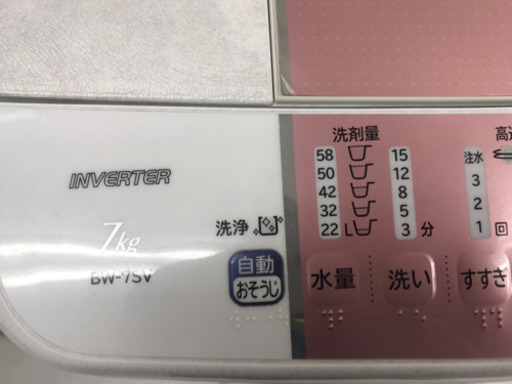 INVERTER
7kg
BW-7SV
洗浄
自動
おそうじ
洗剤量
58 15
50 12
42 8
32 5
22 L 3 分
注水
3
2
1 回
水量
洗い
すすぎ